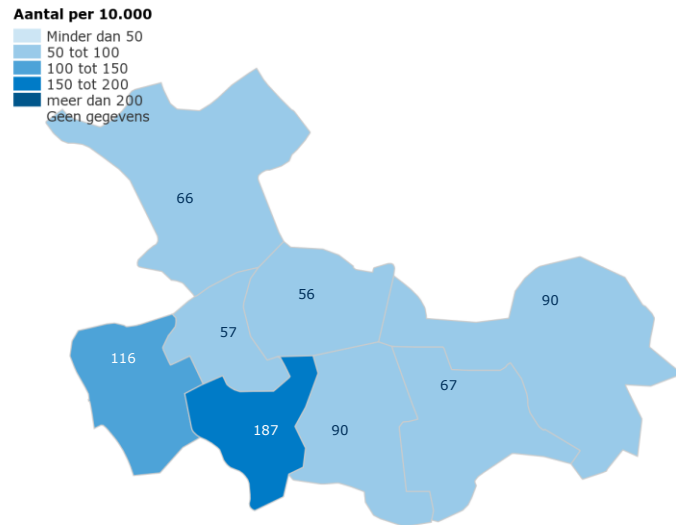 Aantal per 10.000
Minder dan 50
50 tot 100
100 tot 150
150 tot 200
meer dan 200
Geen gegevens
66
56
90
57
116
67
187
90